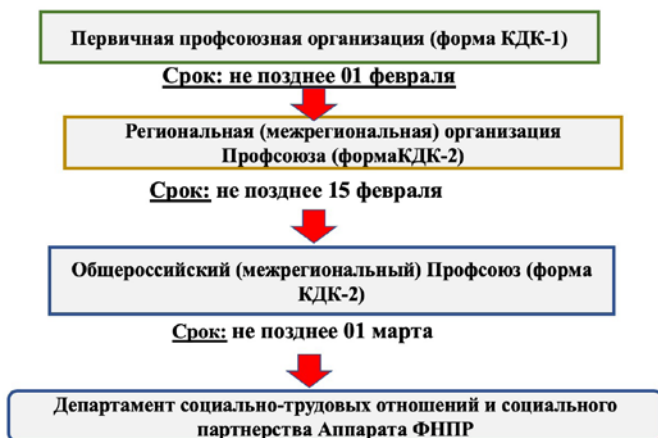 Первичная профсоюзная организация (форма КДК-1)
Срок: не позднее 01 февраля
Региональная (межрегиональная) организация
Профсоюза (формаКДК-2)
Срок: не позднее 15 февраля
Общероссийский (межрегиональный) Профсоюз (форма
КДК-2)
Срок: не позднее 01 марта
Департамент социально-трудовых отношений и социального
партнерства Аппарата ФНПР